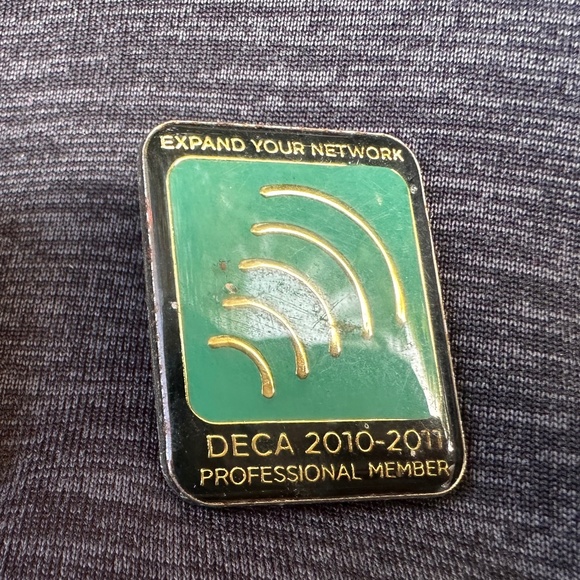 EXPAND YOUR NETWORK
DECA 2010-2011
PROFESSIONAL MEMBER